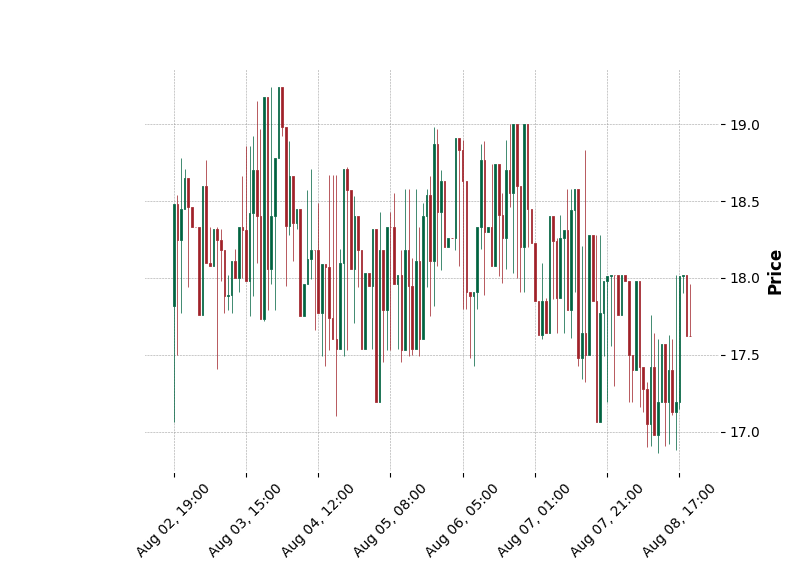 19.0
18.5
18.0
17.5
17.0
Price
Aug 02, 19:00
Aug 03, 15:00
Aug 04, 12:00
Aug 05, 08:00
Aug 06, 05:00
Aug 07, 01:00
Aug 07, 21:00
Aug 08, 17:00